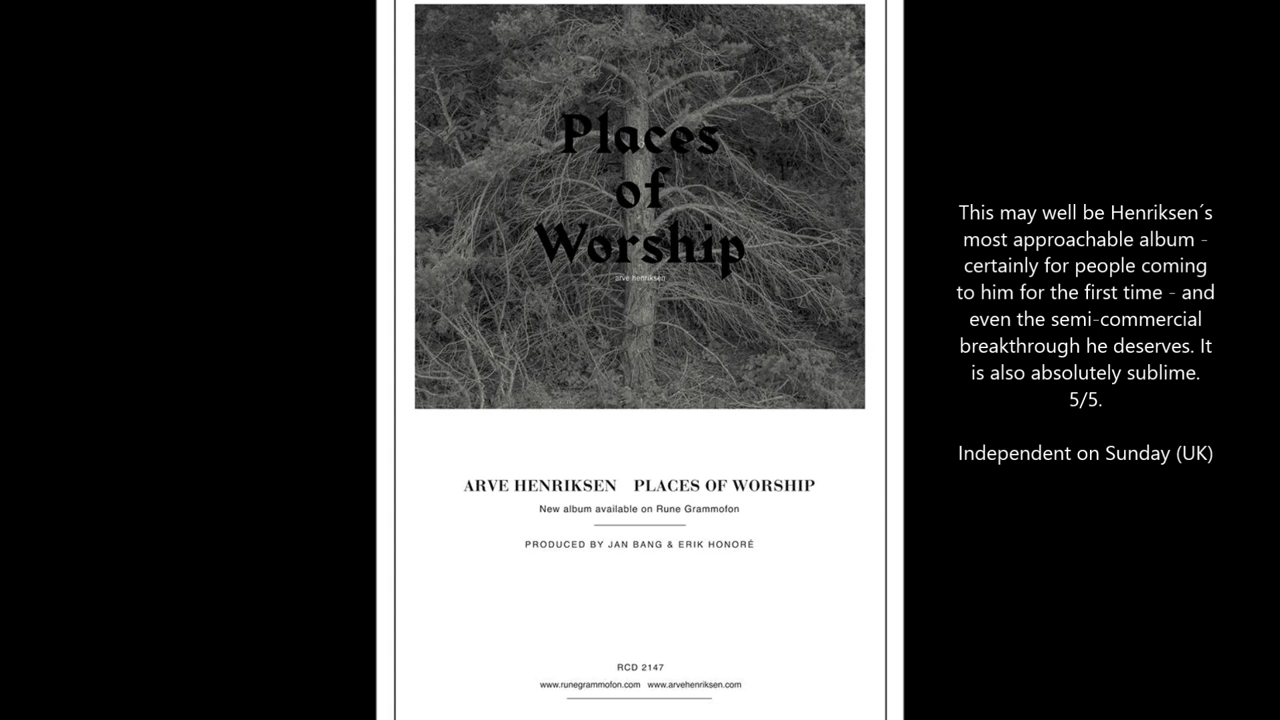 Places
of
Worship
arve henriksen
ARVE HENRIKSEN PLACES OF WORSHIP
New album available on Rune Grammofon
PRODUCED BY JAN BANG & ERIK HONORÉ
RCD 2147
www.runegrammofon.com www.arvehenriksen.com
This may well be Henriksen´s
most approachable album -
certainly for people coming
to him for the first time - and
even the semi-commercial
breakthrough he deserves. It
is also absolutely sublime.
5/5.
Independent on Sunday (UK)